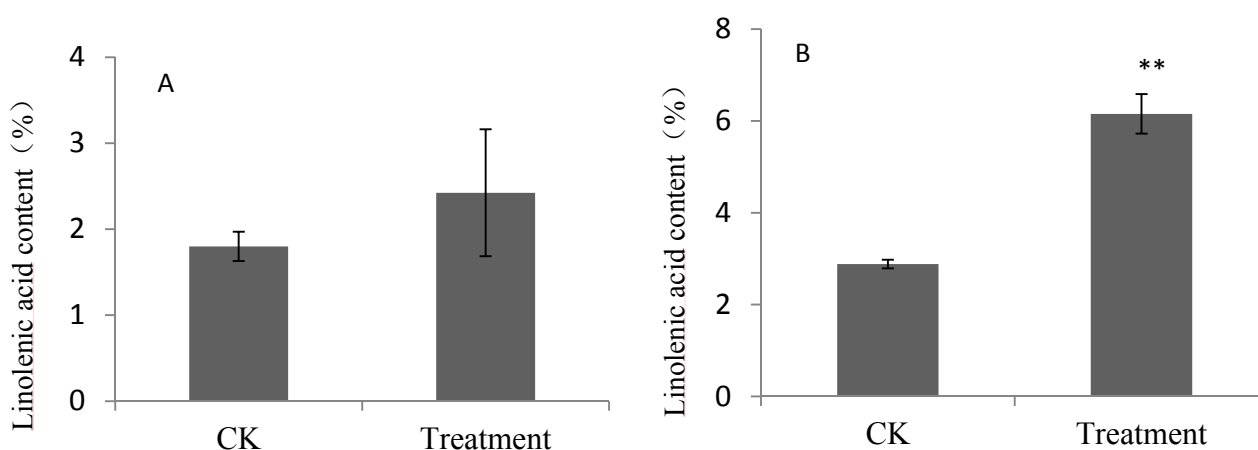 A
Linolenic acid content（%）
4
3
2
1
0
CK Treatment
B
**
Linolenic acid content（%）
8
6
4
2
0
CK Treatment